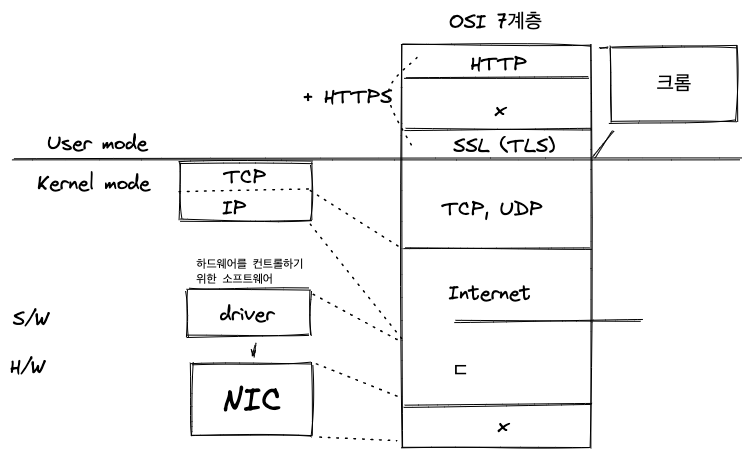 OSI 7계층
HTTP
크롬
+ HTTPS
x
User mode
SSL (TLS)
Kernel mode
TCP
IP
TCP, UDP
하드웨어를 컨트롤하기
위한 소프트웨어
Internet
S/W
driver
H/W
ㄷ
NIC
x